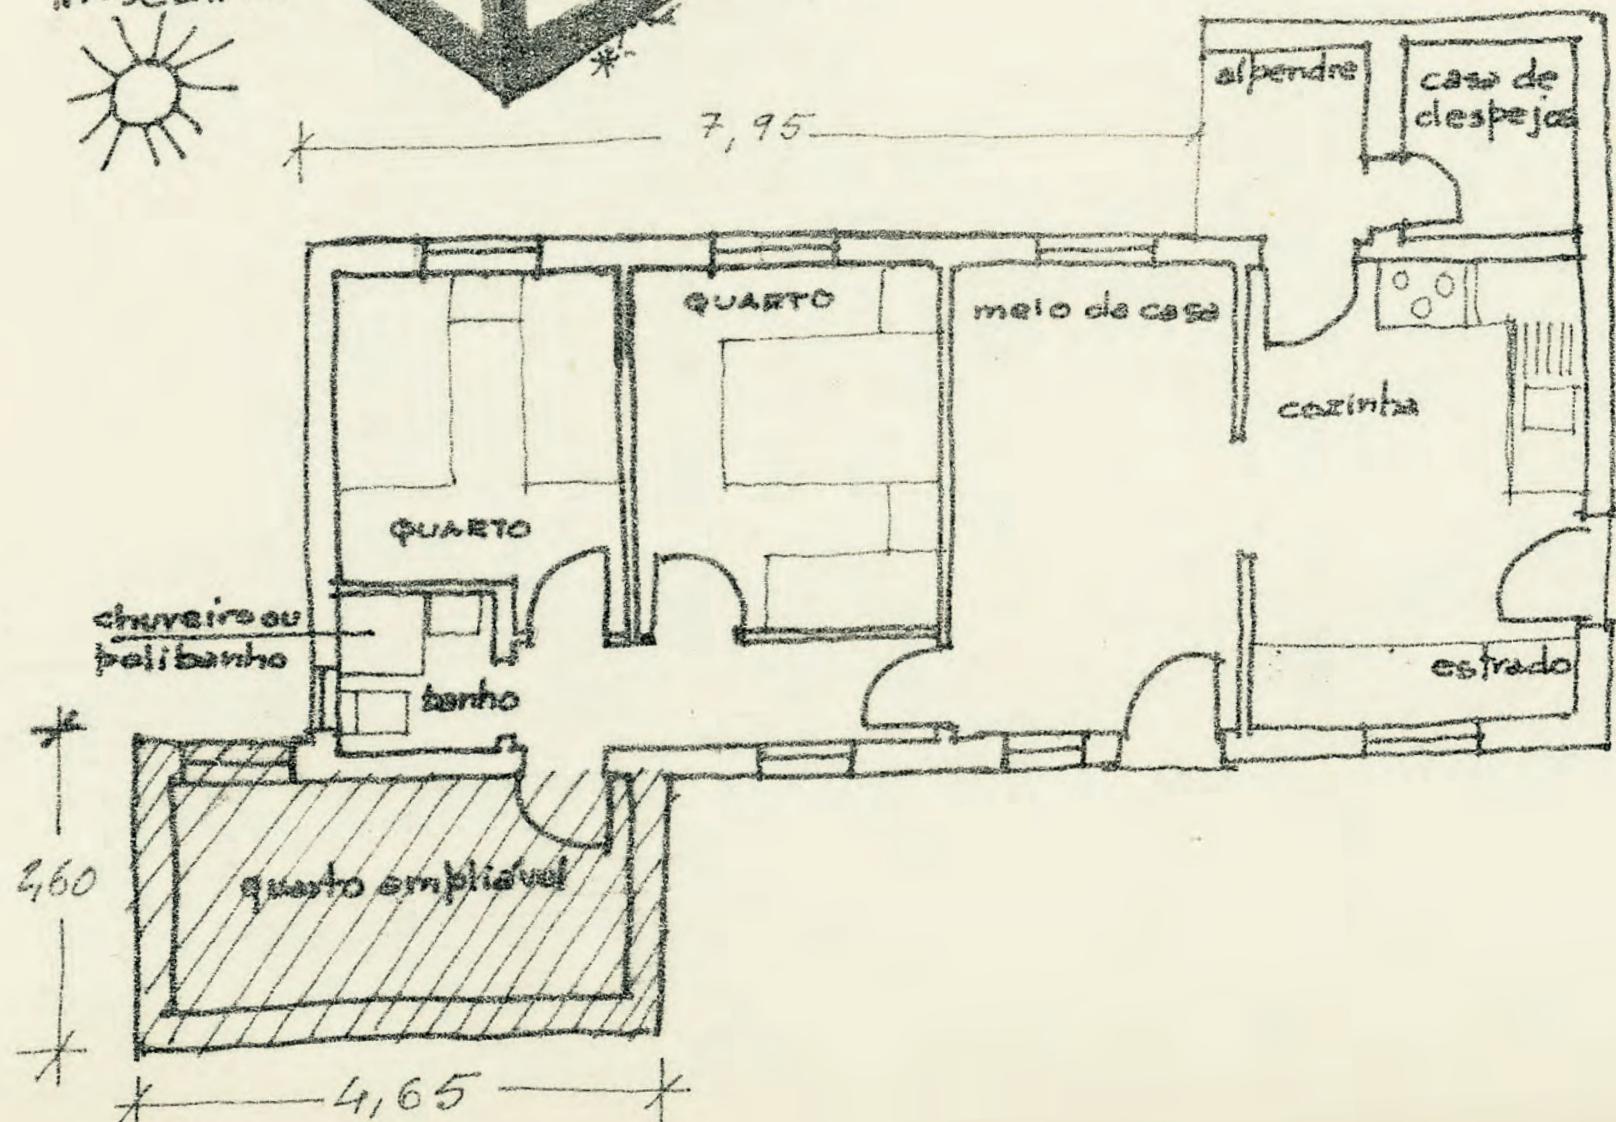 alpendre
casa de
despejos
7,95
QUARTO
meio da casa
cozinha
QUARTO
chuveiro ou
polibanho
banho
estrado
2,60
quarto ampliável
4,65